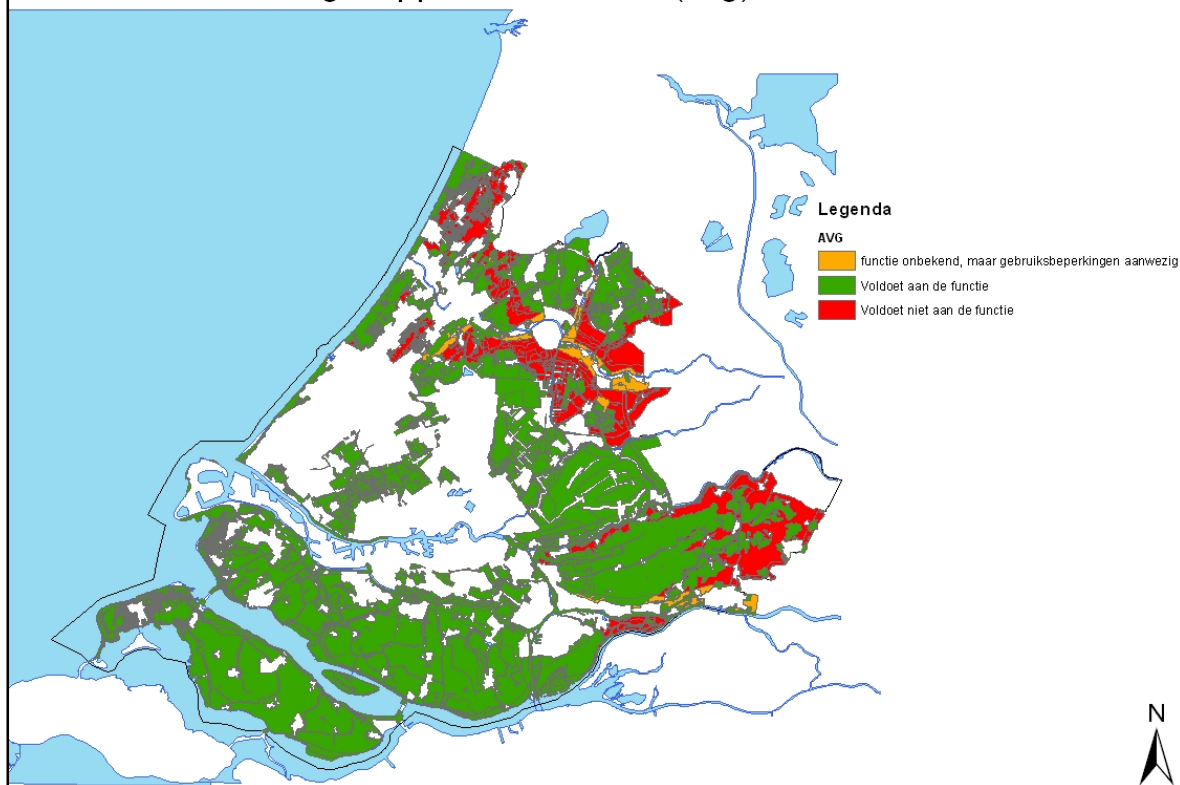 Legenda
AVG
functie onbekend, maar gebruiksbeperkingen aanwezig
Voldoet aan de functie
Voldoet niet aan de functie
N